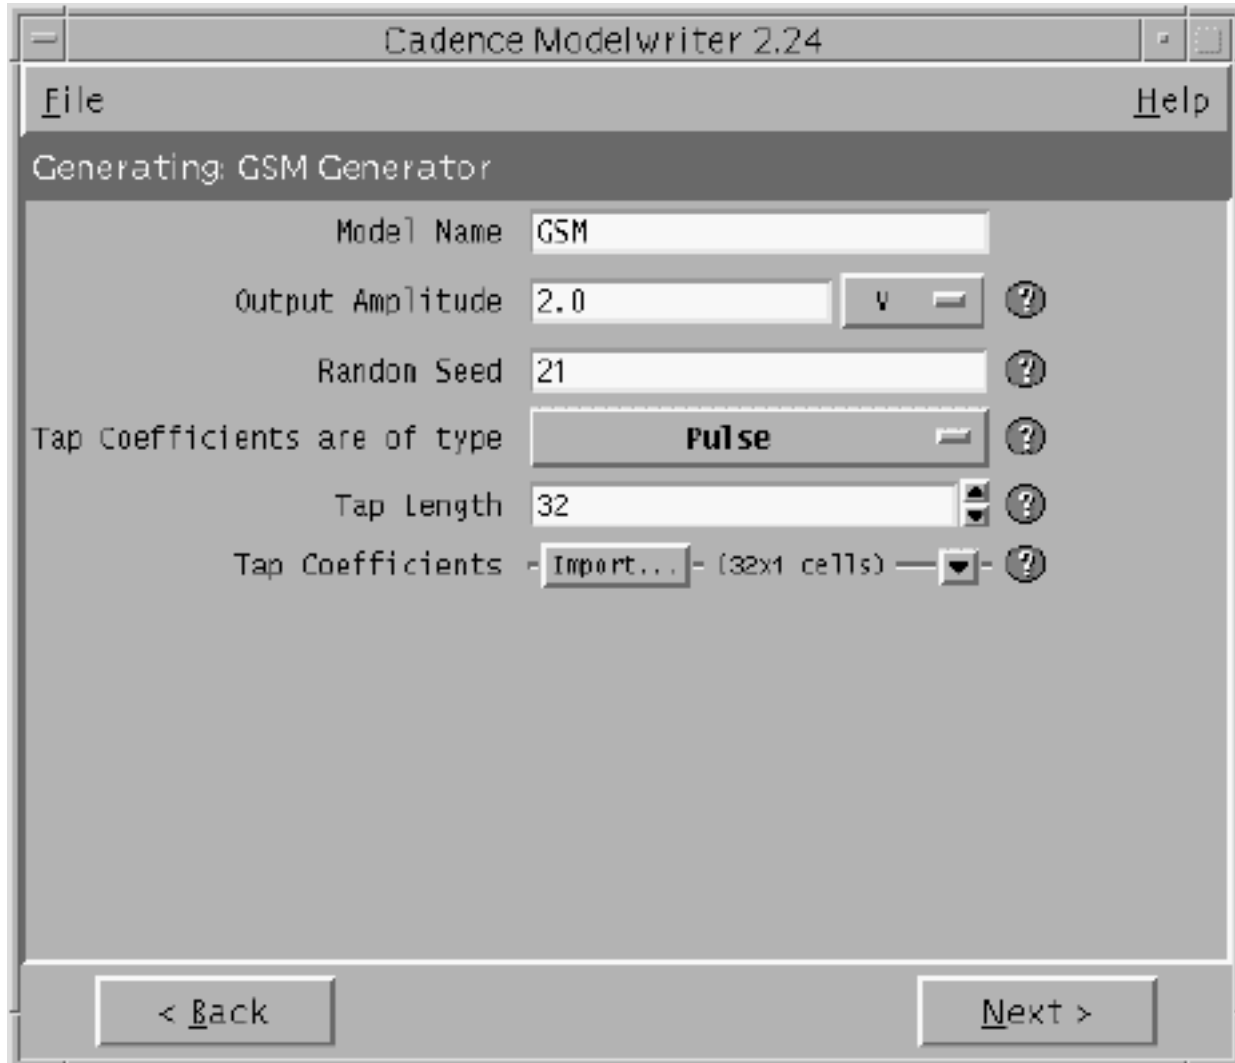 Cadence Modelwriter 2.24
File Help
Generating: GSM Generator
Model Name GSM
Output Amplitude 2.0 V ?
Randon Seed 21 ?
Tap Coefficients are of type Pulse ?
Tap Length 32 ?
Tap Coefficients Import... (32x1 cells) ?
< Back Next >